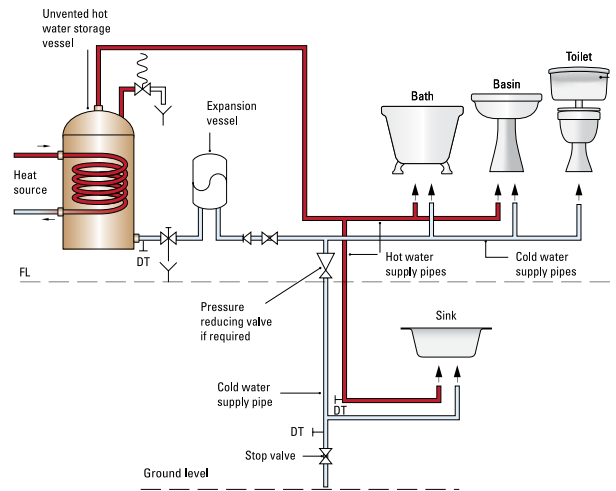 Unvented hot
water storage
vessel
Expansion
vessel
Bath
Basin
Toilet
Heat
source
DT
FL
Hot water
supply pipes
Cold water
supply pipes
Pressure
reducing valve
if required
Sink
Cold water
supply pipe
DT
DT
Stop valve
Ground level